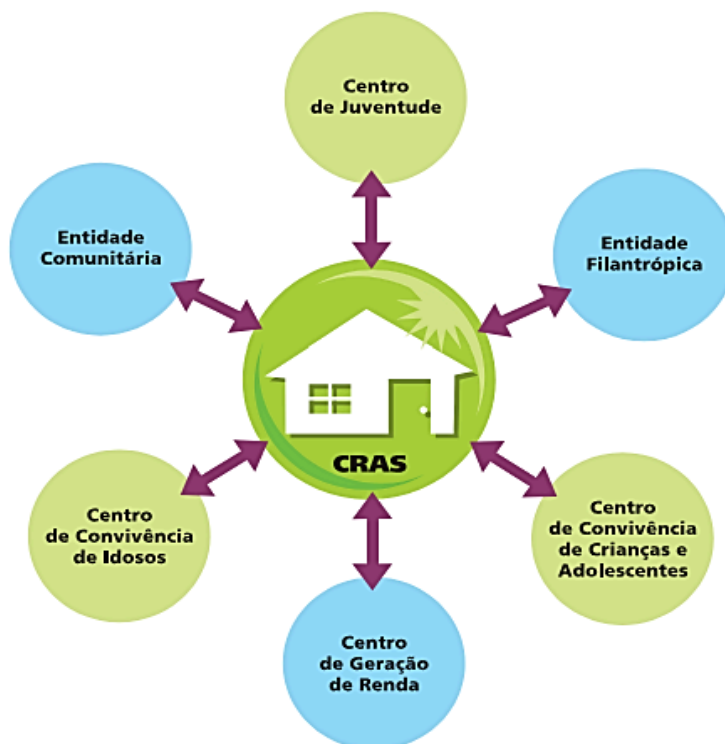 Centro
de Juventude
Entidade
Comunitária
Entidade
Filantrópica
CRAS
Centro
de Convivência
de Idosos
Centro
de Convivência
de Crianças e
Adolescentes
Centro
de Geração
de Renda